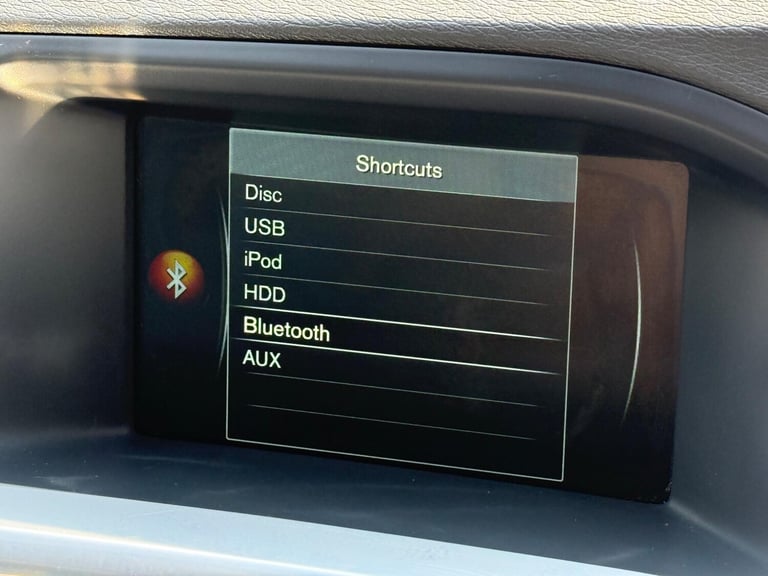 Shortcuts
Disc
USB
iPod
HDD
Bluetooth
AUX